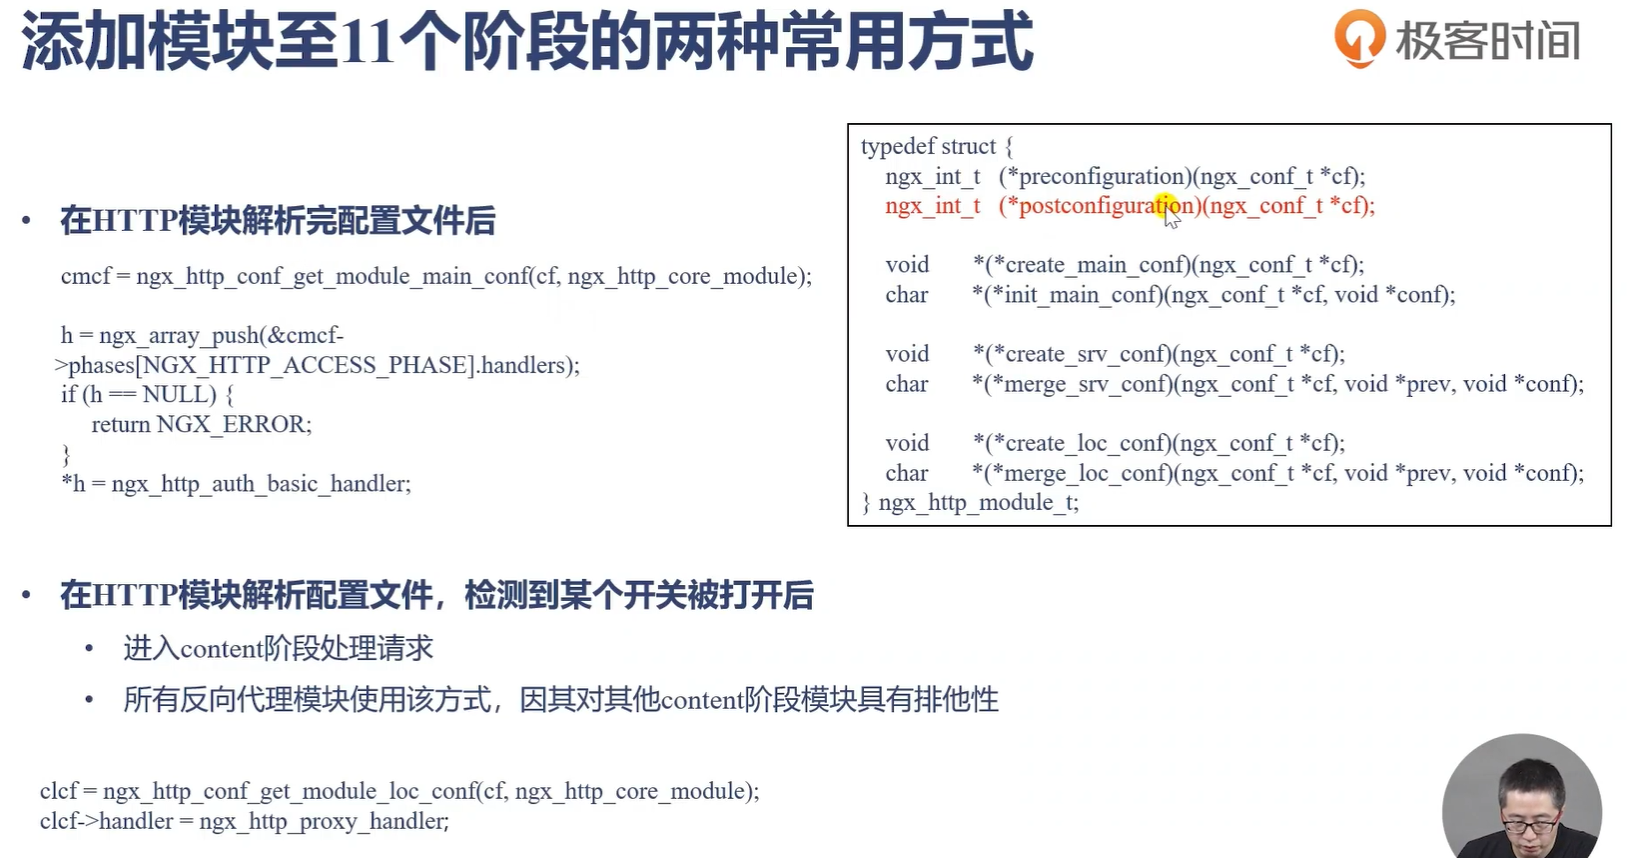 添加模块至11个阶段的两种常用方式
极客时间
• 在HTTP模块解析完配置文件后
cmcf = ngx_http_conf_get_module_main_conf(cf, ngx_http_core_module);
h = ngx_array_push(&cmcf-
>phases[NGX_HTTP_ACCESS_PHASE].handlers);
if (h == NULL) {
return NGX_ERROR;
}
*h = ngx_http_auth_basic_handler;
typedef struct {
ngx_int_t (*preconfiguration)(ngx_conf_t *cf);
ngx_int_t (*postconfiguration)(ngx_conf_t *cf);
void *(*create_main_conf)(ngx_conf_t *cf);
char *(*init_main_conf)(ngx_conf_t *cf, void *conf);
void *(*create_srv_conf)(ngx_conf_t *cf);
char *(*merge_srv_conf)(ngx_conf_t *cf, void *prev, void *conf);
void *(*create_loc_conf)(ngx_conf_t *cf);
char *(*merge_loc_conf)(ngx_conf_t *cf, void *prev, void *conf);
} ngx_http_module_t;
• 在HTTP模块解析配置文件，检测到某个开关被打开后
• 进入content阶段处理请求
• 所有反向代理模块使用该方式，因其对其他content阶段模块具有排他性
clcf = ngx_http_conf_get_module_loc_conf(cf, ngx_http_core_module);
clcf->handler = ngx_http_proxy_handler;